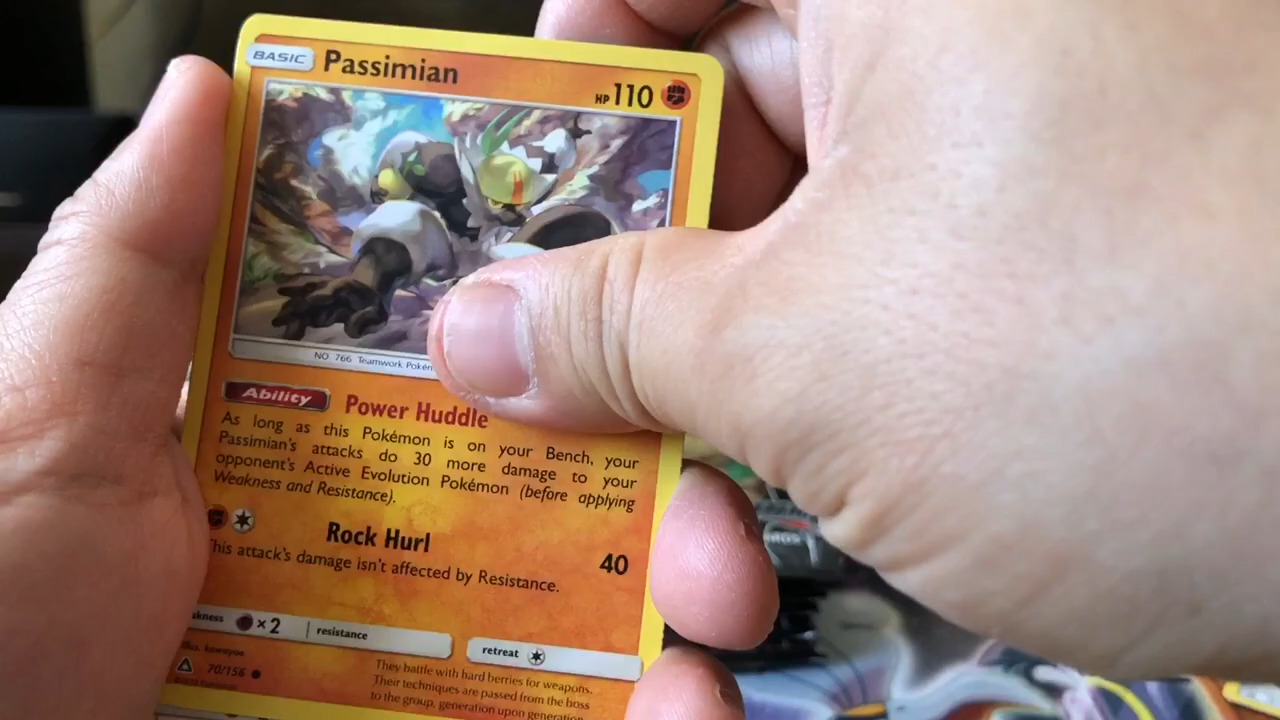 BASIC Passimian HP 110
NO. 766 Teamwork Pokém
Ability Power Huddle
As long as this Pokémon is on your Bench, your
Passimian's attacks do 30 more damage to your
opponent's Active Evolution Pokémon (before applying
Weakness and Resistance).
Rock Hurl 40
This attack's damage isn't affected by Resistance.
akness ×2 resistance
retreat
kawayoo
70/156
They battle with hard berries for weapons.
Their techniques are passed from the boss
to the group, generation upon generation